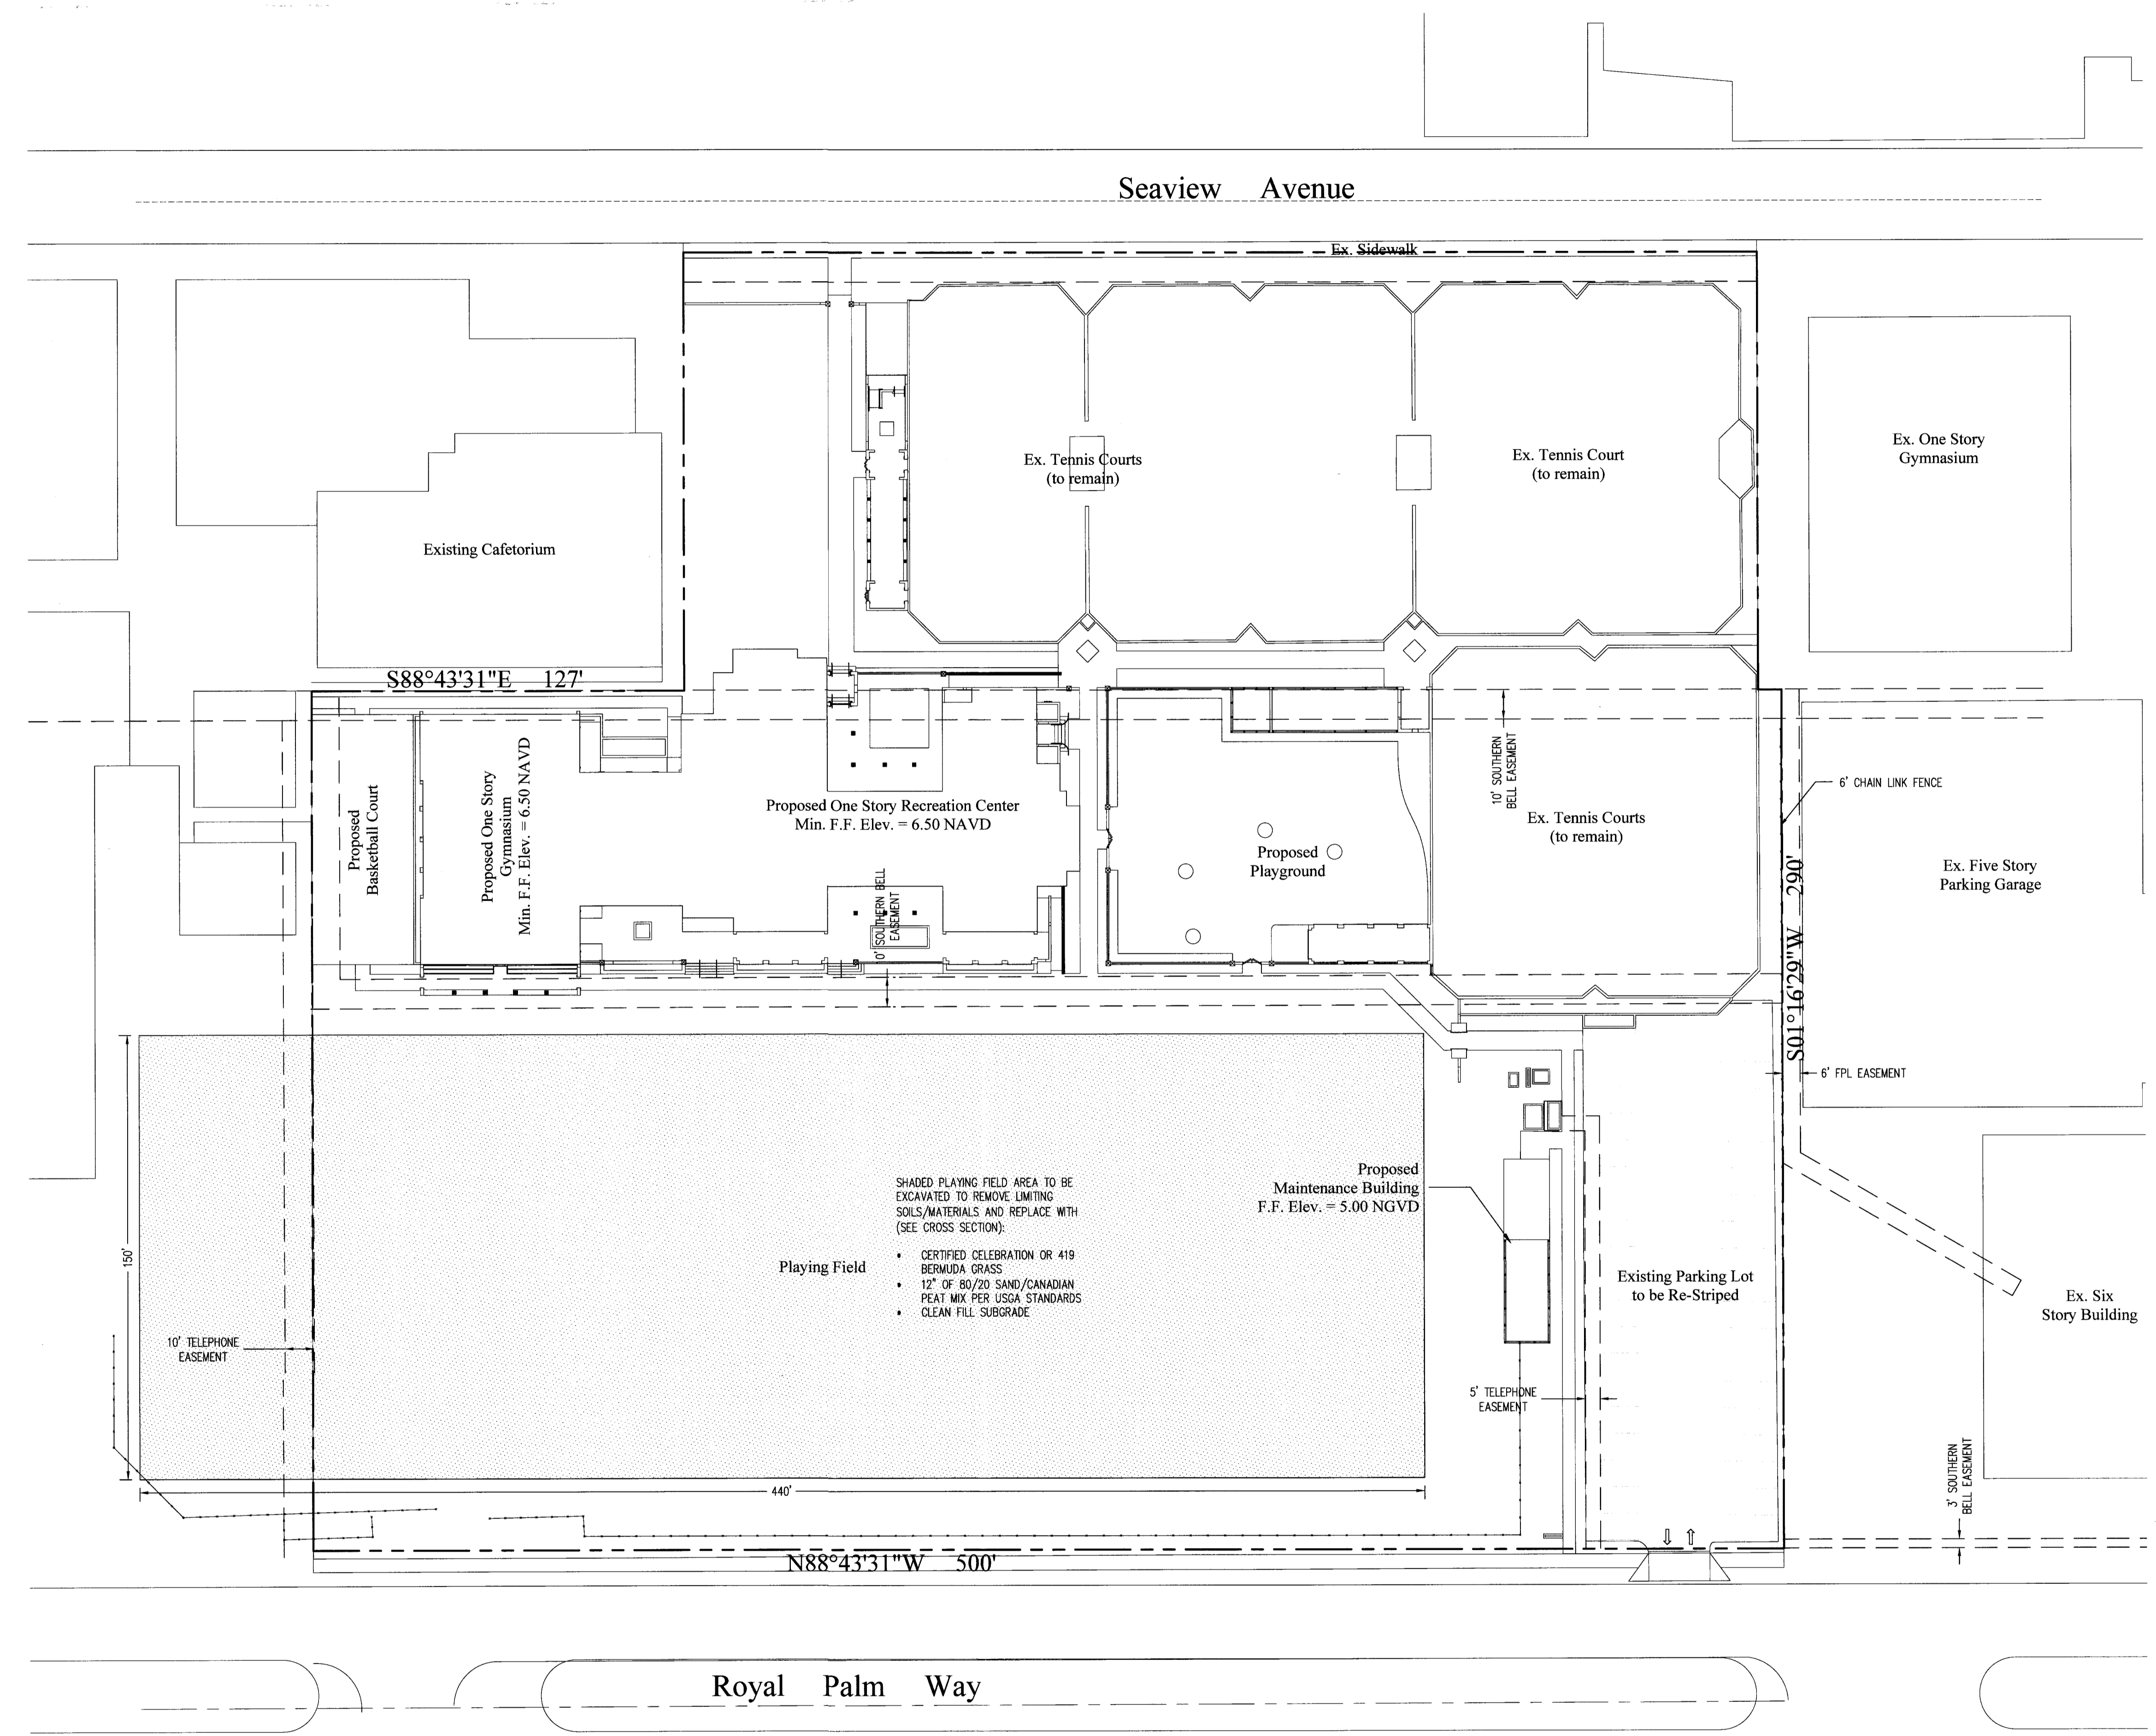 Seaview Avenue
Ex. Sidewalk
Ex. Tennis Courts
(to remain)
Ex. Tennis Court
(to remain)
Ex. One Story
Gymnasium
Existing Cafetorium
S88°43'31"E 127'
Proposed
Basketball Court
Proposed One Story
Gymnasium
Min. F.F. Elev. = 6.50 NAVD
Proposed One Story Recreation Center
Min. F.F. Elev. = 6.50 NAVD
0' SOUTHERN BELL
EASEMENT
Proposed
Playground
10' SOUTHERN
BELL EASEMENT
Ex. Tennis Courts
(to remain)
6' CHAIN LINK FENCE
S01°16'29"W 290'
Ex. Five Story
Parking Garage
6' FPL EASEMENT
150'
SHADED PLAYING FIELD AREA TO BE
EXCAVATED TO REMOVE LIMITING
SOILS/MATERIALS AND REPLACE WITH
(SEE CROSS SECTION):
• CERTIFIED CELEBRATION OR 419
BERMUDA GRASS
• 12" OF 80/20 SAND/CANADIAN
PEAT MIX PER USGA STANDARDS
• CLEAN FILL SUBGRADE
Playing Field
Proposed
Maintenance Building
F.F. Elev. = 5.00 NGVD
Existing Parking Lot
to be Re-Striped
Ex. Six
Story Building
10' TELEPHONE
EASEMENT
5' TELEPHONE
EASEMENT
3' SOUTHERN
BELL EASEMENT
440'
N88°43'31"W 500'
Royal Palm Way